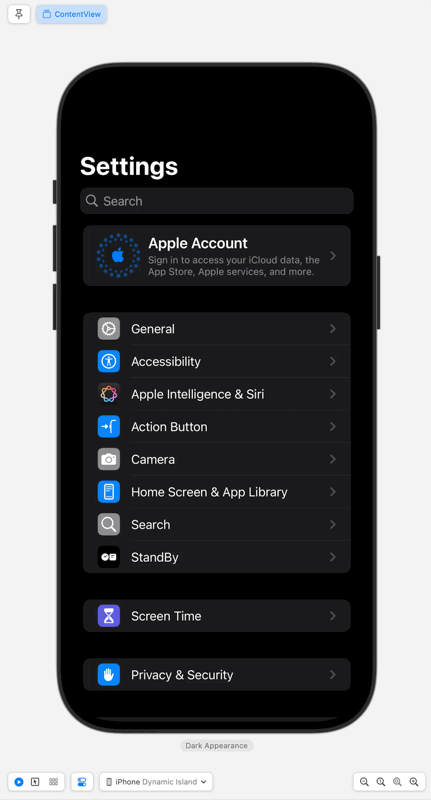 ContentView
Settings
Search
Apple Account
Sign in to access your iCloud data, the
App Store, Apple services, and more.
General
Accessibility
Apple Intelligence & Siri
Action Button
Camera
Home Screen & App Library
Search
StandBy
Screen Time
Privacy & Security
Dark Appearance
iPhone Dynamic Island